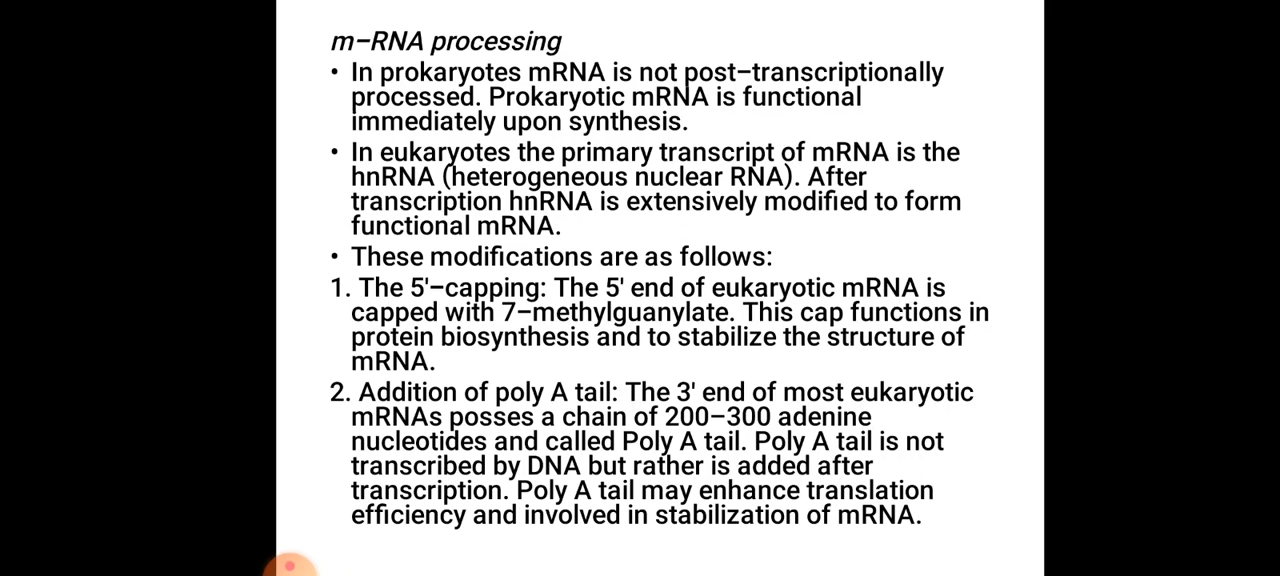 m–RNA processing
• In prokaryotes mRNA is not post–transcriptionally
processed. Prokaryotic mRNA is functional
immediately upon synthesis.
• In eukaryotes the primary transcript of mRNA is the
hnRNA (heterogeneous nuclear RNA). After
transcription hnRNA is extensively modified to form
functional mRNA.
• These modifications are as follows:
1. The 5'–capping: The 5' end of eukaryotic mRNA is
capped with 7–methylguanylate. This cap functions in
protein biosynthesis and to stabilize the structure of
mRNA.
2. Addition of poly A tail: The 3' end of most eukaryotic
mRNAs posses a chain of 200–300 adenine
nucleotides and called Poly A tail. Poly A tail is not
transcribed by DNA but rather is added after
transcription. Poly A tail may enhance translation
efficiency and involved in stabilization of mRNA.